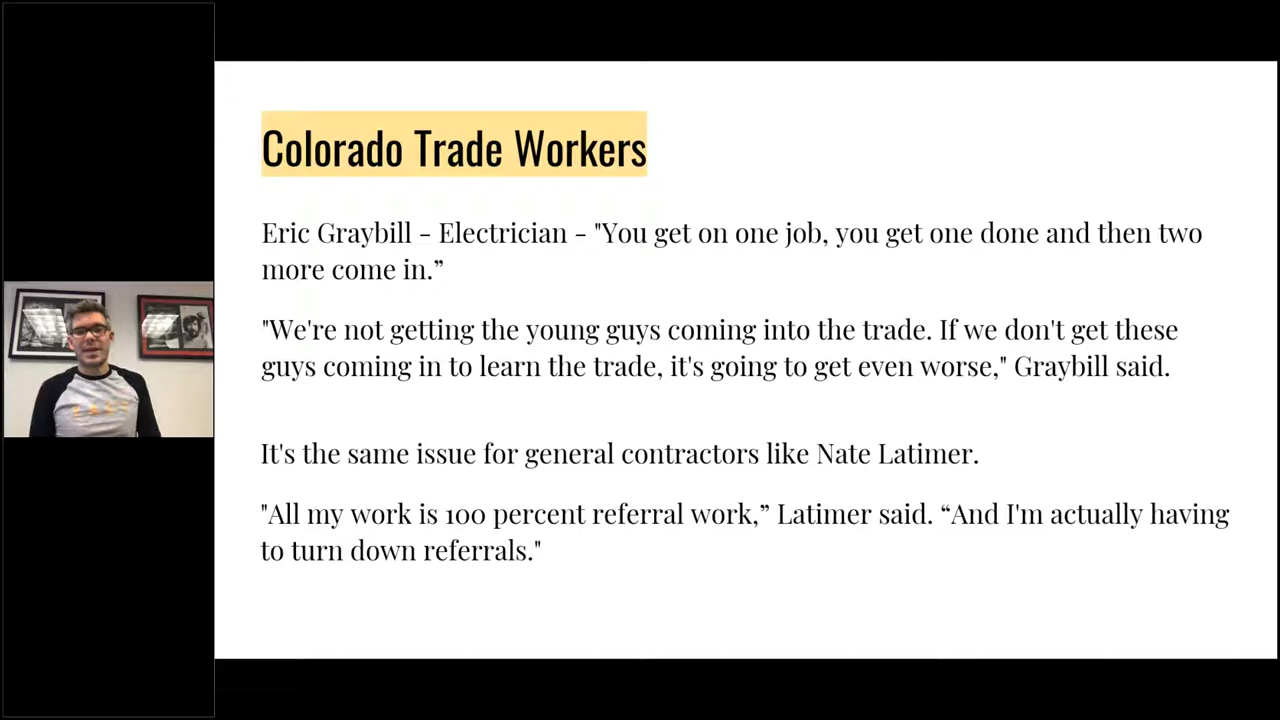 Colorado Trade Workers
Eric Graybill - Electrician - "You get on one job, you get one done and then two
more come in.”
"We're not getting the young guys coming into the trade. If we don't get these
guys coming in to learn the trade, it's going to get even worse," Graybill said.
It's the same issue for general contractors like Nate Latimer.
"All my work is 100 percent referral work,” Latimer said. “And I'm actually having
to turn down referrals."